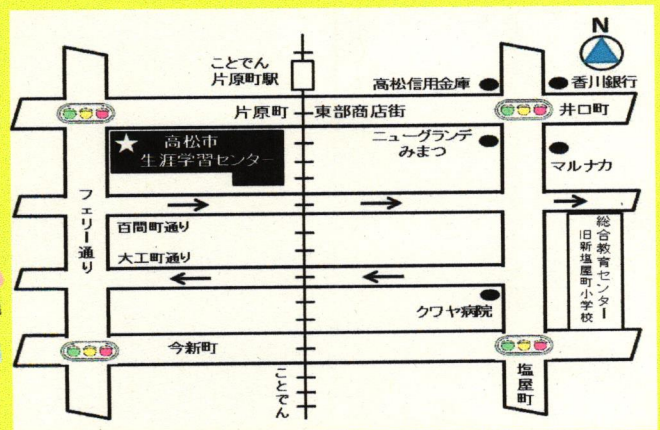 N
ことでん
片原町駅
高松信用金庫
香川銀行
片原町
東部商店街
井口町
高松市
生涯学習センター
ニューグランデ
みまつ
マルナカ
フェリー通り
百間町通り
大工町通り
総合教育センター
旧新塩屋町小学校
クワヤ病院
今新町
ことでん
塩屋町